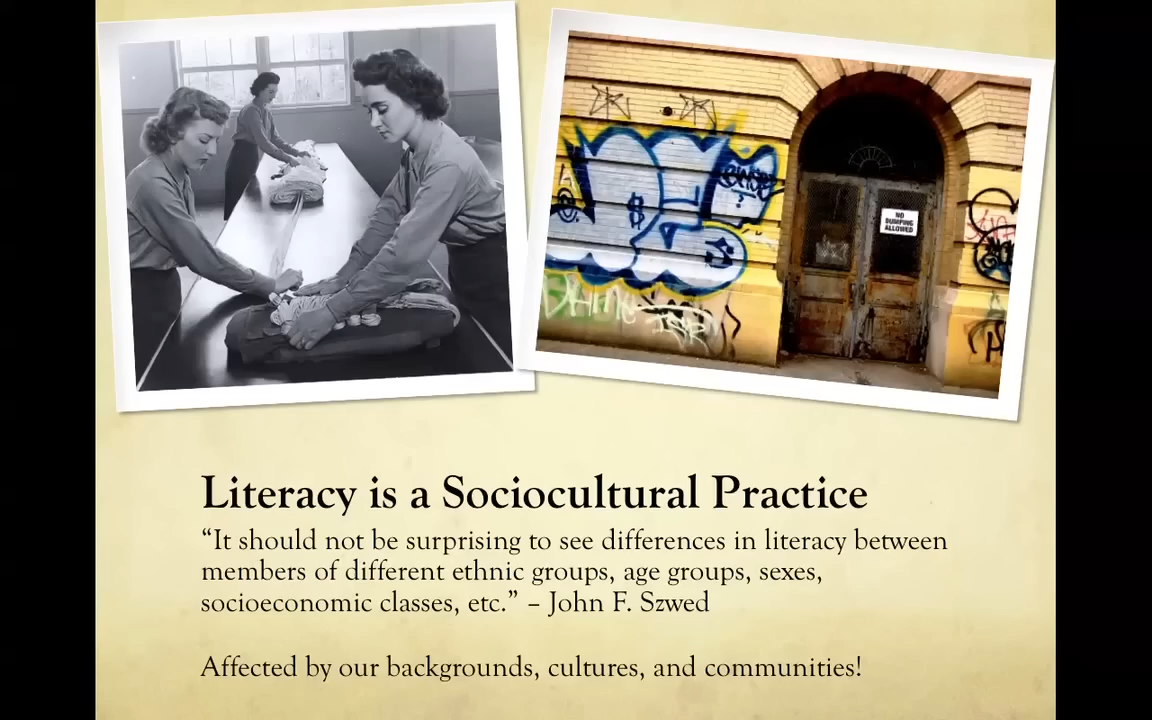 NO
DUMPING
ALLOWED
Literacy is a Sociocultural Practice
“It should not be surprising to see differences in literacy between
members of different ethnic groups, age groups, sexes,
socioeconomic classes, etc.” – John F. Szwed
Affected by our backgrounds, cultures, and communities!